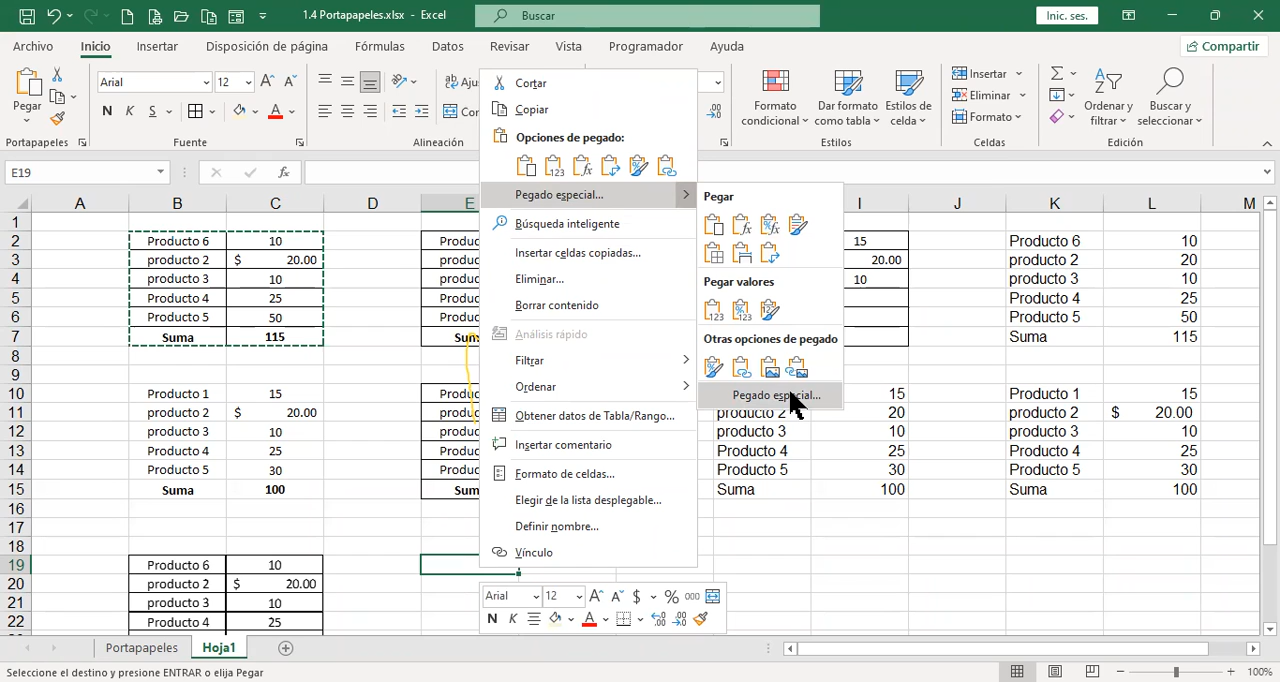 1.4 Portapapeles.xlsx - Excel
Buscar
Inic. ses.
Archivo Inicio Insertar Disposición de página Fórmulas Datos Revisar Vista Programador Ayuda
Compartir
Pegar
Arial 12
N K S
Portapapeles Fuente Alineación
Formato condicional
Dar formato como tabla
Estilos de celda
Estilos
Insertar
Eliminar
Formato
Celdas
Ordenar y filtrar
Buscar y seleccionar
Edición
E19
A B C D E I J K L M
1
2 Producto 6 10 15 Producto 6 10
3 producto 2 $ 20.00 20.00 producto 2 20
4 producto 3 10 10 producto 3 10
5 Producto 4 25 Producto 4 25
6 Producto 5 50 Producto 5 50
7 Suma 115 Suma 115
8
9
10 Producto 1 15 15 Producto 1 15
11 producto 2 $ 20.00 producto 2 20 producto 2 $ 20.00
12 producto 3 10 producto 3 10 producto 3 10
13 Producto 4 25 Producto 4 25 Producto 4 25
14 Producto 5 30 Producto 5 30 Producto 5 30
15 Suma 100 Suma 100 Suma 100
16
17
18
19 Producto 6 10
20 producto 2 $ 20.00
21 producto 3 10
22 Producto 4 25
Cortar
Copiar
Opciones de pegado:
Pegado especial...
Búsqueda inteligente
Insertar celdas copiadas...
Eliminar...
Borrar contenido
Análisis rápido
Filtrar
Ordenar
Obtener datos de Tabla/Rango...
Insertar comentario
Formato de celdas...
Elegir de la lista desplegable...
Definir nombre...
Vínculo
Pegar
Pegar valores
Otras opciones de pegado
Pegado especial...
Arial 12 $ % 000
N K
Portapapeles Hoja1
Seleccione el destino y presione ENTRAR o elija Pegar
100%